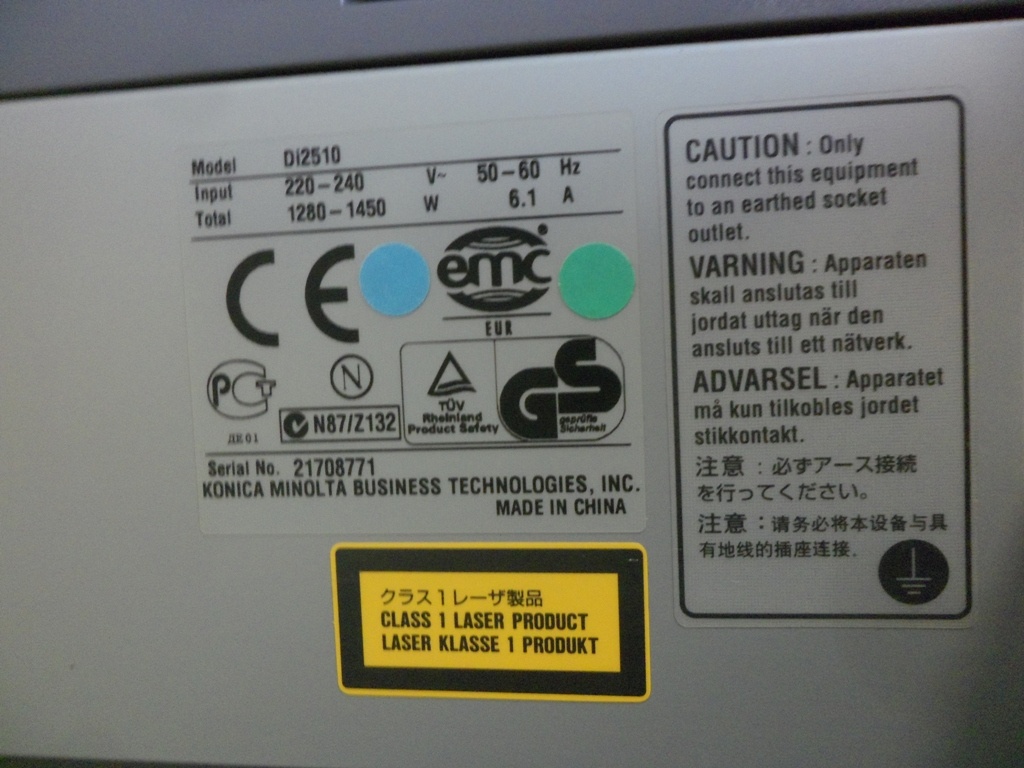 Model Di2510
Input 220-240 V~ 50-60 Hz
Total 1280-1450 W 6.1 A
CE
emc
EUR
PCT
N
TÜV
Rheinland
Product Safety
GS
geprüfte
Sicherheit
ЛЕ01
N87/Z132
Serial No. 21708771
KONICA MINOLTA BUSINESS TECHNOLOGIES, INC.
MADE IN CHINA
クラス1レーザ製品
CLASS 1 LASER PRODUCT
LASER KLASSE 1 PRODUKT
CAUTION : Only
connect this equipment
to an earthed socket
outlet.
VARNING : Apparaten
skall anslutas till
jordat uttag när den
ansluts till ett nätverk.
ADVARSEL : Apparatet
må kun tilkobles jordet
stikkontakt.
注意 : 必ずアース接続
を行ってください。
注意 : 请务必将本设备与具
有地线的插座连接.